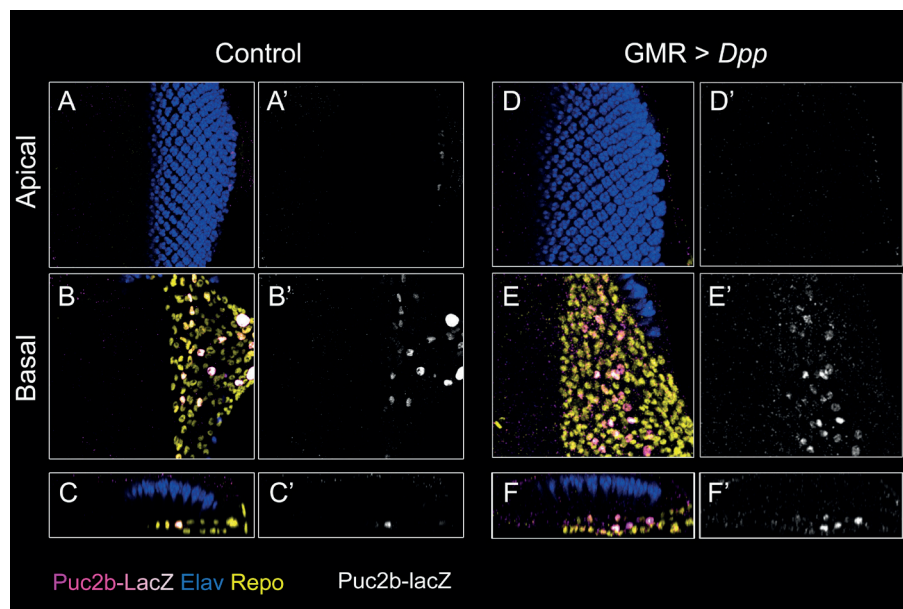 Control
GMR > Dpp
Apical
A
A'
D
D'
Basal
B
B'
E
E'
C
C'
F
F'
Puc2b-LacZ Elav Repo
Puc2b-lacZ